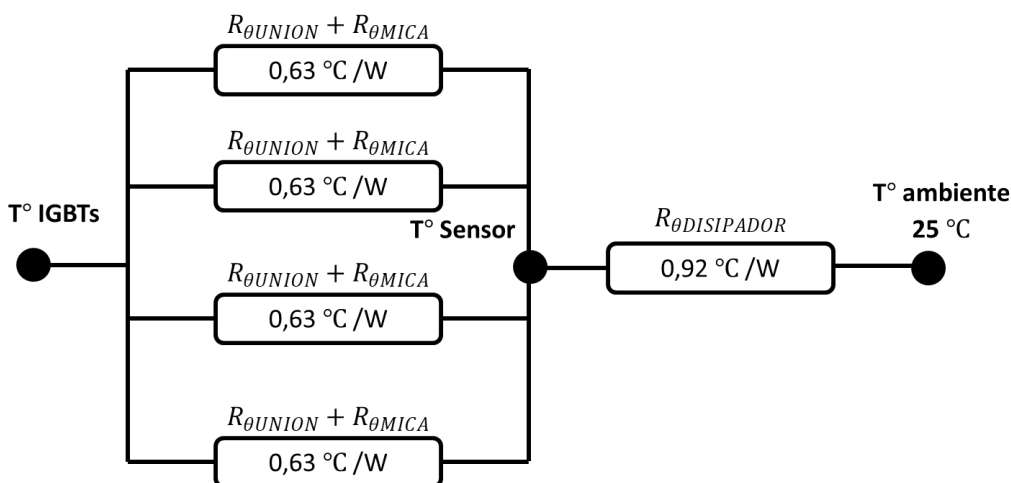 R_θUNION + R_θMICA
0,63 °C /W
R_θUNION + R_θMICA
0,63 °C /W
T° IGBTs
T° Sensor
R_θDISIPADOR
0,92 °C /W
T° ambiente
25 °C
R_θUNION + R_θMICA
0,63 °C /W
R_θUNION + R_θMICA
0,63 °C /W